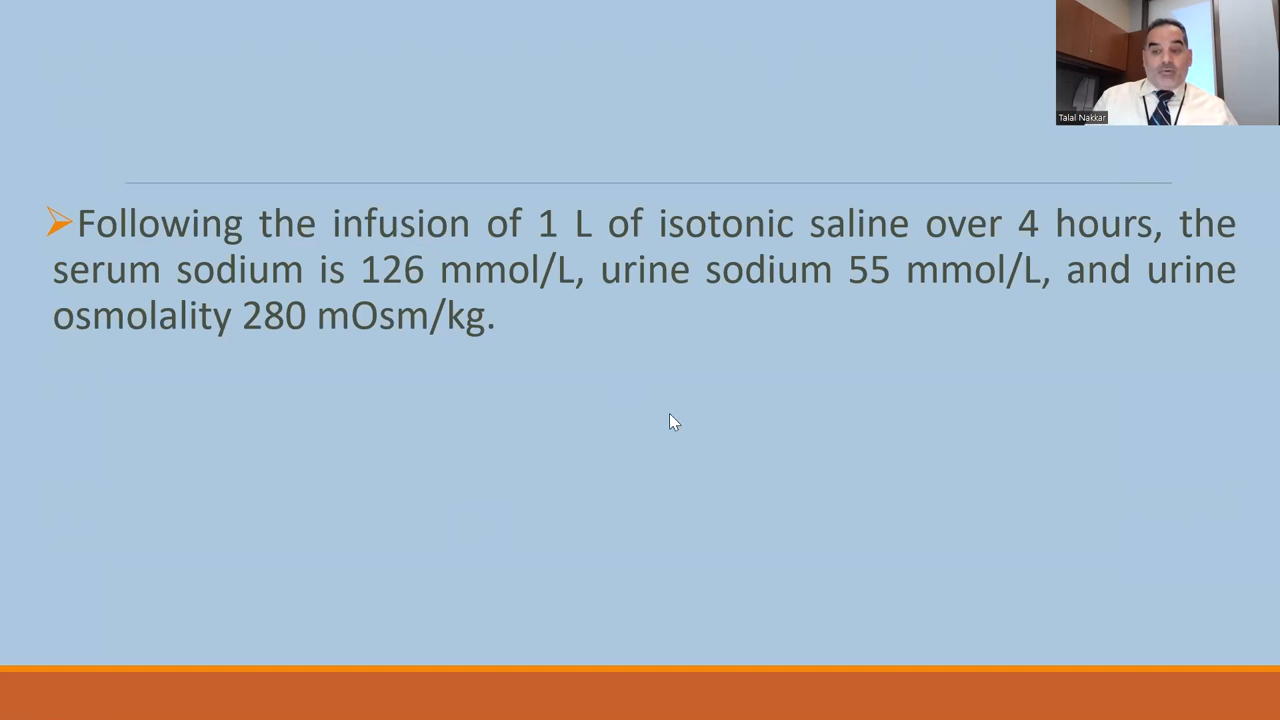 Talal Nakkar
Following the infusion of 1 L of isotonic saline over 4 hours, the
serum sodium is 126 mmol/L, urine sodium 55 mmol/L, and urine
osmolality 280 mOsm/kg.